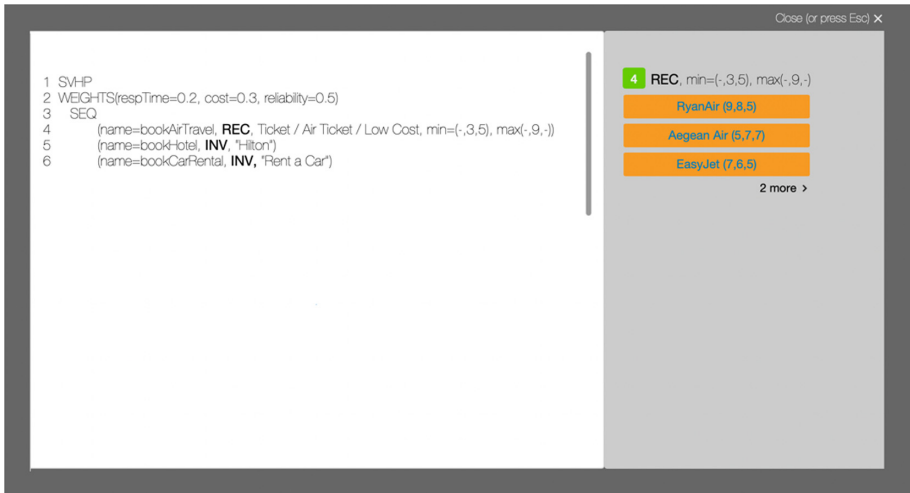 Close (or press Esc) ✕
1 SVHP
2 WEIGHTS(respTime=0.2, cost=0.3, reliability=0.5)
3 SEQ
4 (name=bookAirTravel, REC, Ticket / Air Ticket / Low Cost, min=(-,3,5), max(-,9,-))
5 (name=bookHotel, INV, "Hilton")
6 (name=bookCarRental, INV, "Rent a Car")
4 REC, min=(-,3,5), max(-,9,-)
RyanAir (9,8,5)
Aegean Air (5,7,7)
EasyJet (7,6,5)
2 more >